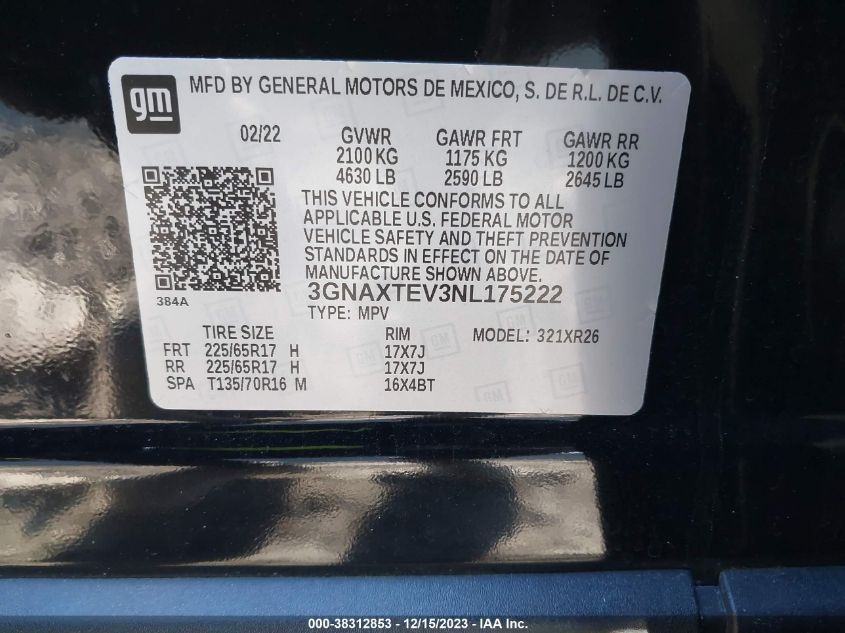 gm
MFD BY GENERAL MOTORS DE MEXICO, S. DE R.L. DE C.V.
02/22 GVWR GAWR FRT GAWR RR
2100 KG 1175 KG 1200 KG
4630 LB 2590 LB 2645 LB
THIS VEHICLE CONFORMS TO ALL
APPLICABLE U.S. FEDERAL MOTOR
VEHICLE SAFETY AND THEFT PREVENTION
STANDARDS IN EFFECT ON THE DATE OF
MANUFACTURE SHOWN ABOVE.
384A 3GNAXTEV3NL175222
TYPE: MPV
TIRE SIZE RIM MODEL: 321XR26
FRT 225/65R17 H 17X7J
RR 225/65R17 H 17X7J
SPA T135/70R16 M 16X4BT
000-38312853 - 12/15/2023 - IAA Inc.